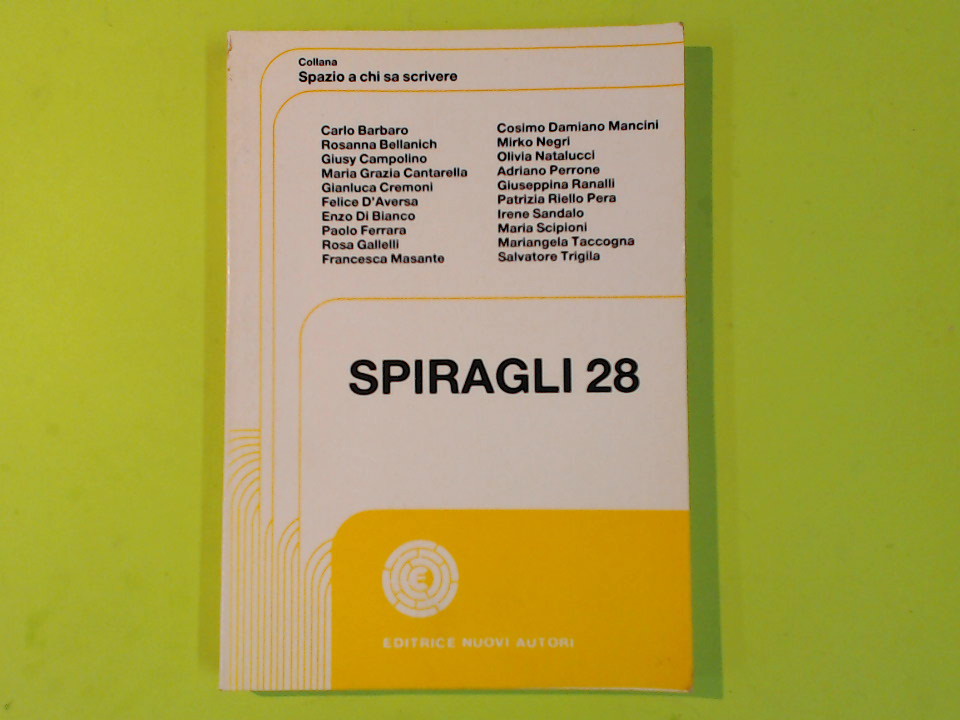 Collana
Spazio a chi sa scrivere
Carlo Barbaro
Rosanna Bellanich
Giusy Campolino
Maria Grazia Cantarella
Gianluca Cremoni
Felice D'Aversa
Enzo Di Bianco
Paolo Ferrara
Rosa Gallelli
Francesca Masante
Cosimo Damiano Mancini
Mirko Negri
Olivia Natalucci
Adriano Perrone
Giuseppina Ranalli
Patrizia Riello Pera
Irene Sandalo
Maria Scipioni
Mariangela Taccogna
Salvatore Trigila
SPIRAGLI 28
EDITRICE NUOVI AUTORI